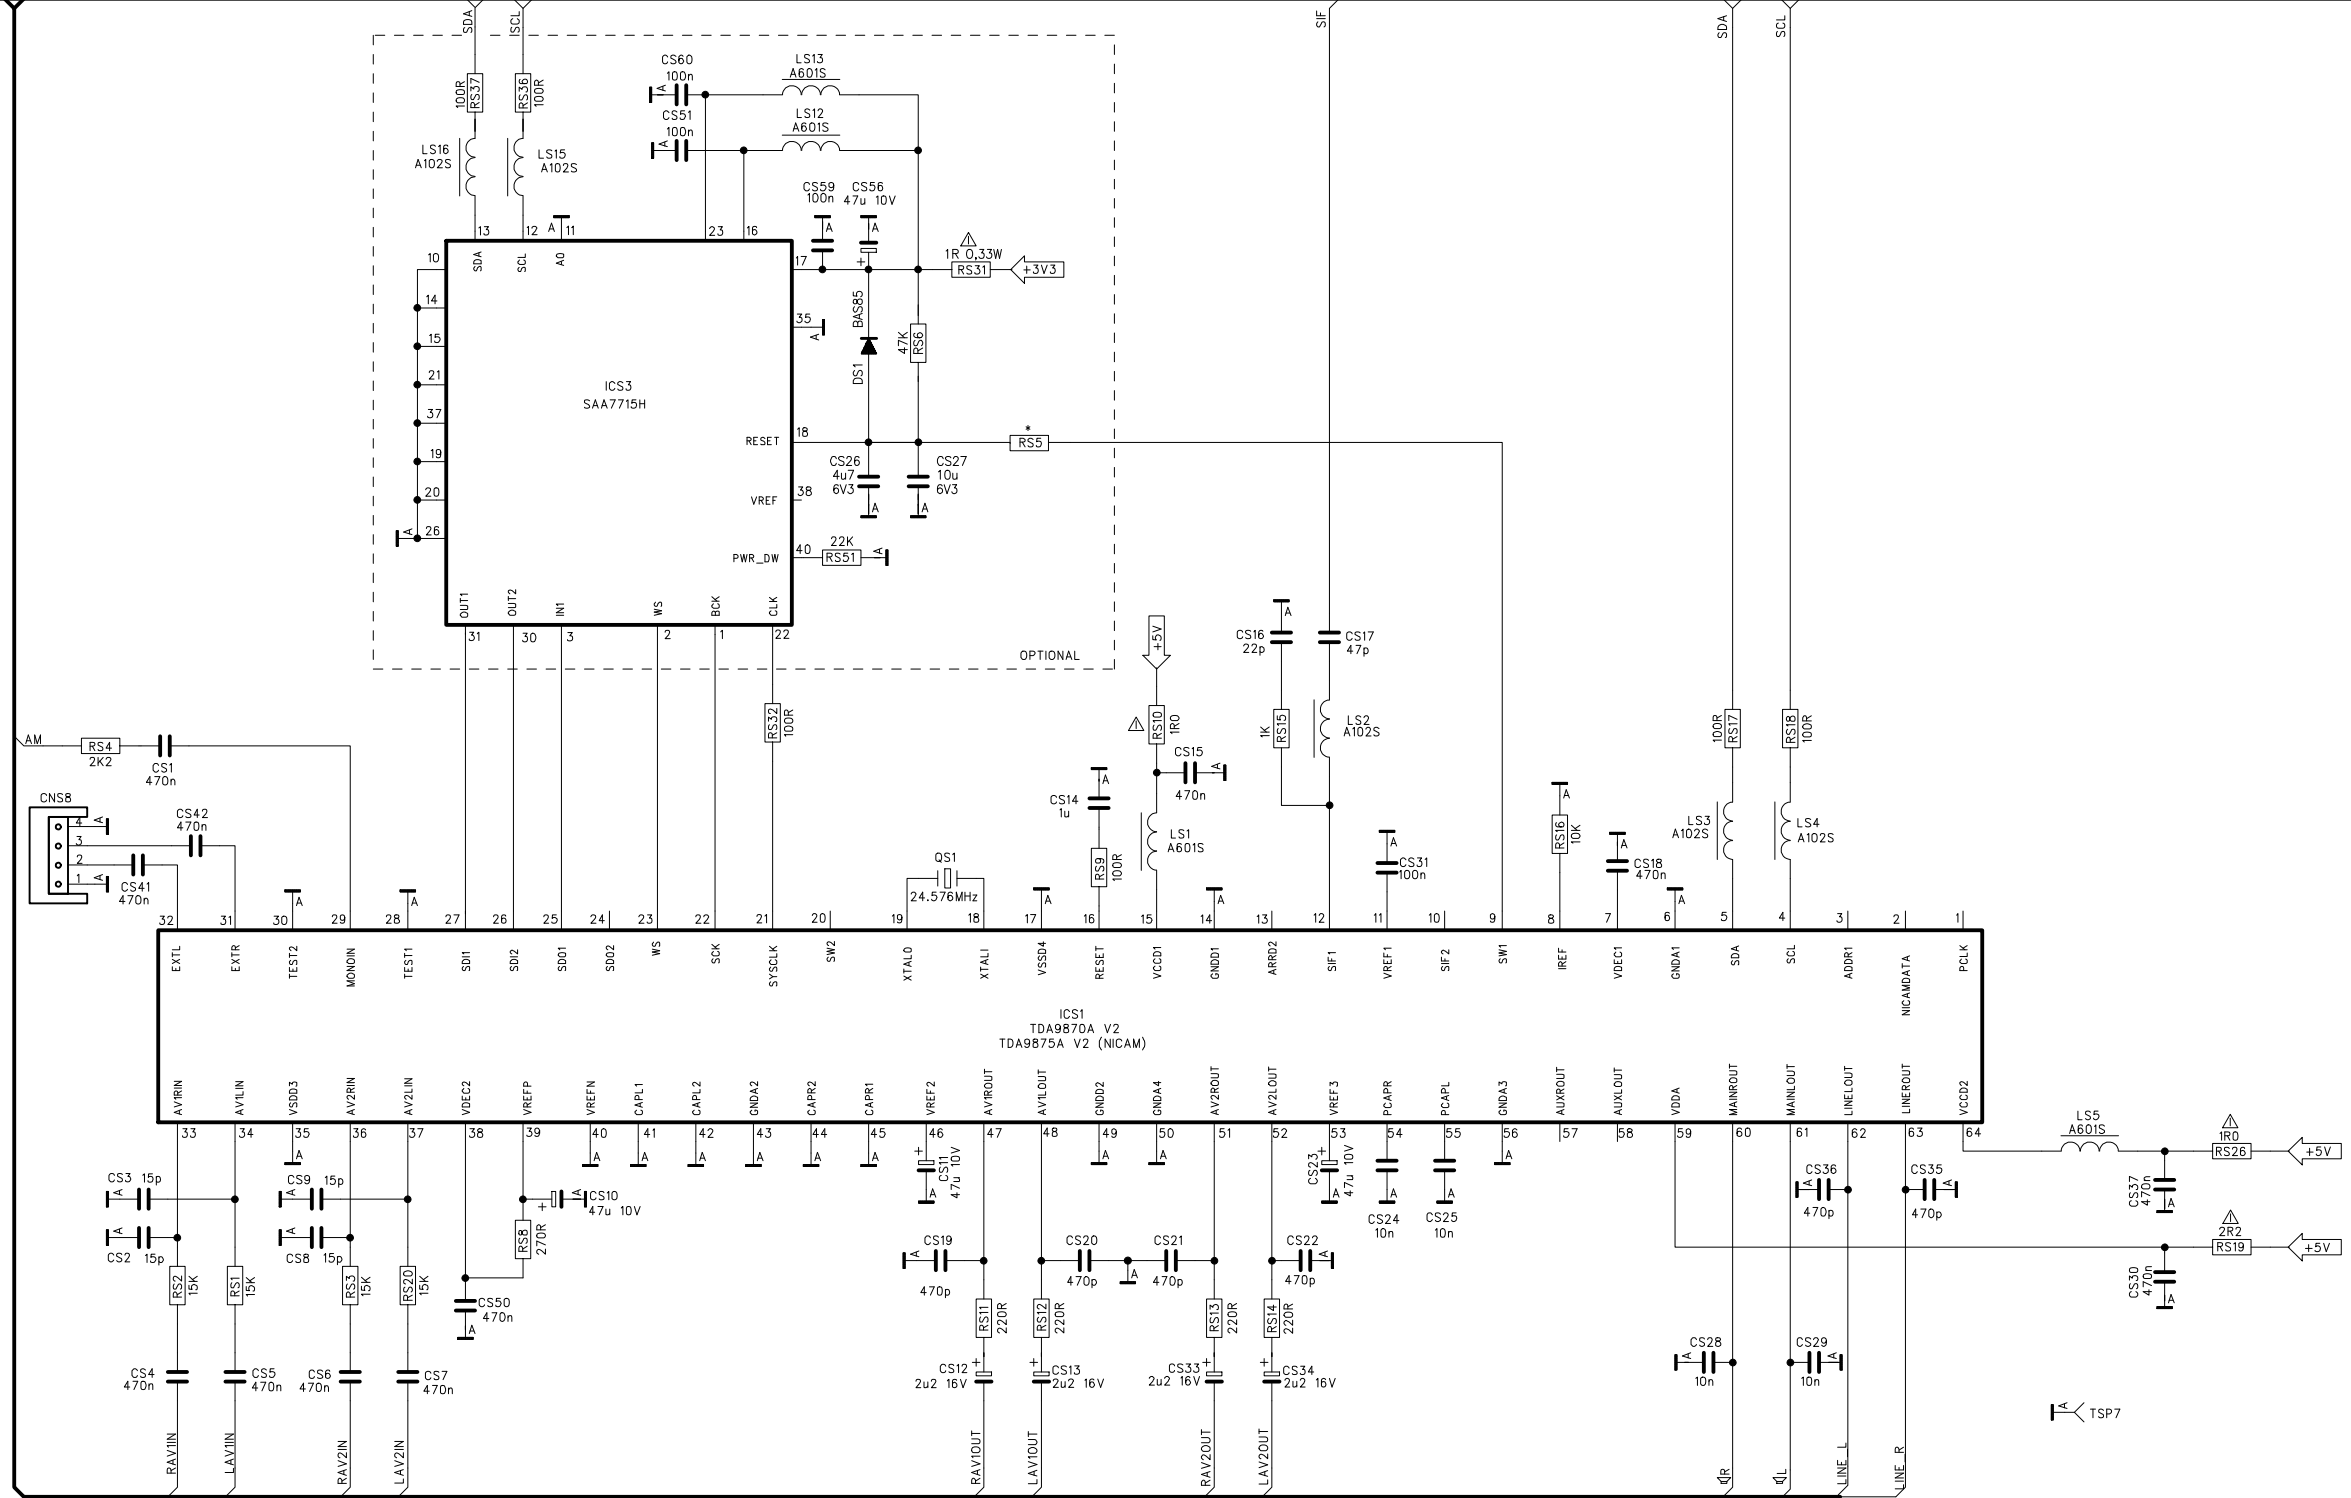 SDA
SCL
SIF
SDA
SCL
CS60
100n
A
LS13
A601S
CS51
100n
A
LS12
A601S
100R
RS37
RS36
100R
LS16
A102S
LS15
A102S
CS59
100n
A
CS56
47u 10V
A
+
13
12
A
11
23
16
SDA
SCL
A0
10
14
15
21
37
19
20
26
A
17
35
A
18
38
40
1R 0,33W
RS31
+3V3
BAS85
DS1
47K
RS6
ICS3
SAA7715H
RESET
VREF
PWR_DW
*
RS5
CS26
4u7
6V3
A
CS27
10u
6V3
A
22K
RS51
A
OUT1
OUT2
IN1
WS
BCK
CLK
31
30
3
2
1
22
OPTIONAL
RS32
100R
+5V
RS10
1R0
CS15
470n
A
LS1
A601S
CS16
22p
A
CS17
47p
RS15
1K
LS2
A102S
100R
RS17
RS18
100R
LS3
A102S
LS4
A102S
AM
RS4
2K2
CS1
470n
CNS8
4
3
2
1
A
A
CS42
470n
CS41
470n
A
A
QS1
24.576MHz
A
CS14
1u
A
RS9
100R
A
CS31
100n
A
RS16
10K
A
CS18
470n
A
A
32
31
30
29
28
27
26
25
24
23
22
21
20
19
18
17
16
15
14
13
12
11
10
9
8
7
6
5
4
3
2
1
EXTL
EXTR
TEST2
MONOIN
TEST1
SDI1
SDI2
SDO1
SDO2
WS
SCK
SYSCLK
SW2
XTALO
XTALI
VSSD4
RESET
VCCD1
GNDD1
ARRD2
SIF1
VREF1
SIF2
SW1
IREF
VDEC1
GNDA1
SDA
SCL
ADDR1
NICAMDATA
PCLK
ICS1
TDA9870A V2
TDA9875A V2 (NICAM)
AV1RIN
AV1LIN
VSDD3
AV2RIN
AV2LIN
VDEC2
VREFP
VREFN
CAPL1
CAPL2
GNDA2
CAPR2
CAPR1
VREF2
AV1ROUT
AV1LOUT
GNDD2
GNDA4
AV2ROUT
AV2LOUT
VREF3
PCAPR
PCAPL
GNDA3
AUXROUT
AUXLOUT
VDDA
MAINROUT
MAINLOUT
LINELOUT
LINEROUT
VCCD2
33
34
35
36
37
38
39
40
41
42
43
44
45
46
47
48
49
50
51
52
53
54
55
56
57
58
59
60
61
62
63
64
A
A
A
A
A
A
A
A
A
A
CS3 15p
A
CS2 15p
A
CS9 15p
A
CS8 15p
A
RS2
15K
RS1
15K
RS3
15K
RS20
15K
CS4
470n
CS5
470n
CS6
470n
CS7
470n
+
CS10
47u 10V
A
RS8
270R
CS50
470n
A
+
CS11
47u 10V
A
CS19
470p
A
CS20
470p
A
CS21
470p
CS22
470p
A
RS11
220R
RS12
220R
RS13
220R
RS14
220R
+
CS12
2u2 16V
+
CS13
2u2 16V
+
CS33
2u2 16V
+
CS34
2u2 16V
+
CS23
47u 10V
A
A
CS24
10n
A
CS25
10n
CS36
470p
A
CS35
470p
A
LS5
A601S
1R0
RS26
+5V
CS37
470n
A
2R2
RS19
+5V
CS30
470n
A
CS28
10n
A
CS29
10n
A
A
TSP7
RAV1IN
LAV1IN
RAV2IN
LAV2IN
RAV1OUT
LAV1OUT
RAV2OUT
LAV2OUT
R
L
LINE_L
LINE_R